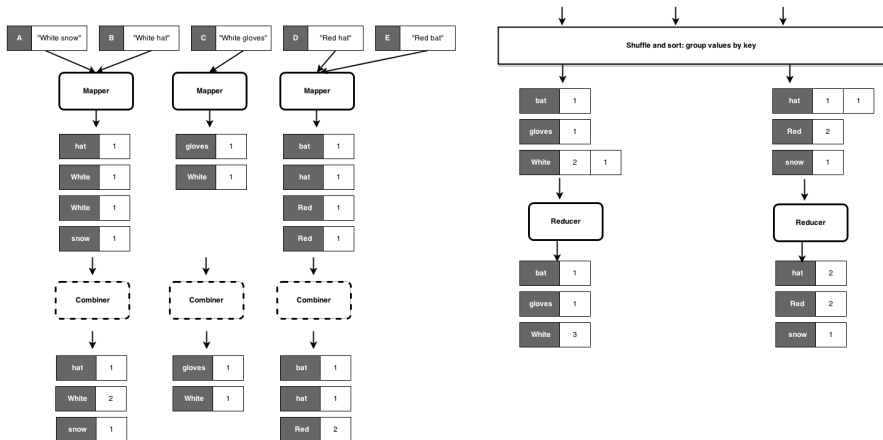 A "White snow" B "White hat" C "White gloves" D "Red hat" E "Red bat"
Mapper Mapper Mapper
hat 1 gloves 1 bat 1
White 1 White 1 hat 1
White 1 Red 1
snow 1 Red 1
Combiner Combiner Combiner
hat 1 gloves 1 bat 1
White 2 White 1 hat 1
snow 1 Red 2
Shuffle and sort: group values by key
bat 1 hat 1 1
gloves 1 Red 2
White 2 1 snow 1
Reducer Reducer
bat 1 hat 2
gloves 1 Red 2
White 3 snow 1